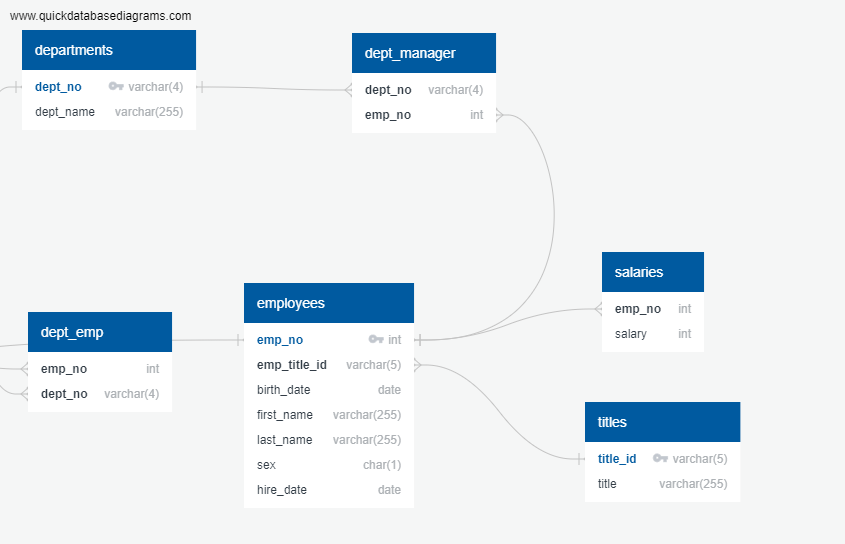 www.quickdatabasediagrams.com
departments
dept_no varchar(4)
dept_name varchar(255)
dept_manager
dept_no varchar(4)
emp_no int
salaries
emp_no int
salary int
employees
emp_no int
emp_title_id varchar(5)
birth_date date
first_name varchar(255)
last_name varchar(255)
sex char(1)
hire_date date
dept_emp
emp_no int
dept_no varchar(4)
titles
title_id varchar(5)
title varchar(255)